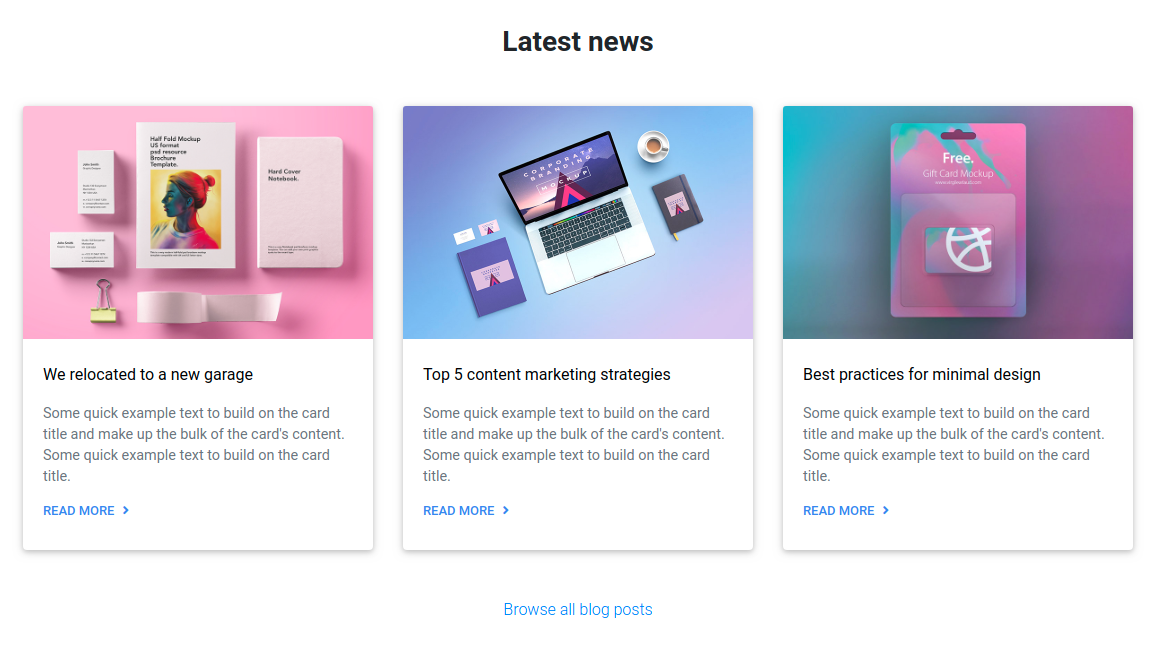 Latest news
Half Fold Mockup
US format
psd resource
Brochure
Template.
John Smith
Hard Cover
Notebook.
John Smith
CORPORATE
BRANDING
MOCKUP
Free.
Gift Card Mockup
We relocated to a new garage
Some quick example text to build on the card
title and make up the bulk of the card's content.
Some quick example text to build on the card
title.
READ MORE
Top 5 content marketing strategies
Some quick example text to build on the card
title and make up the bulk of the card's content.
Some quick example text to build on the card
title.
READ MORE
Best practices for minimal design
Some quick example text to build on the card
title and make up the bulk of the card's content.
Some quick example text to build on the card
title.
READ MORE
Browse all blog posts